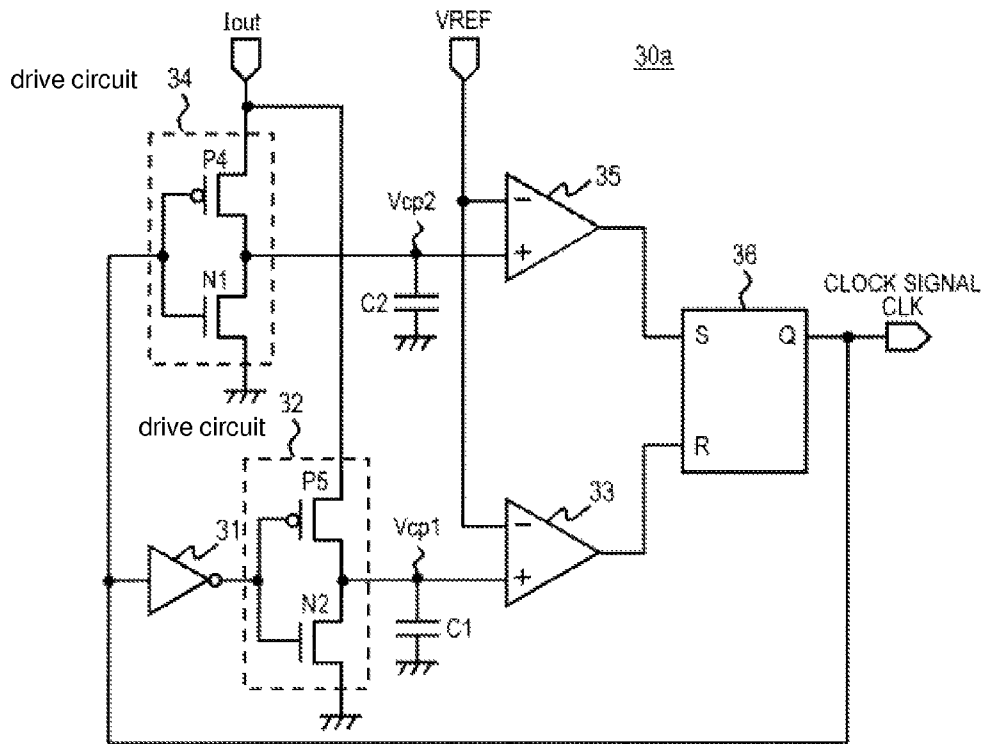 Iout
VREF
30a
drive circuit
34
P4
N1
Vcp2
C2
35
-
+
36
S
Q
R
CLOCK SIGNAL
CLK
drive circuit
32
P5
N2
31
Vcp1
C1
33
-
+